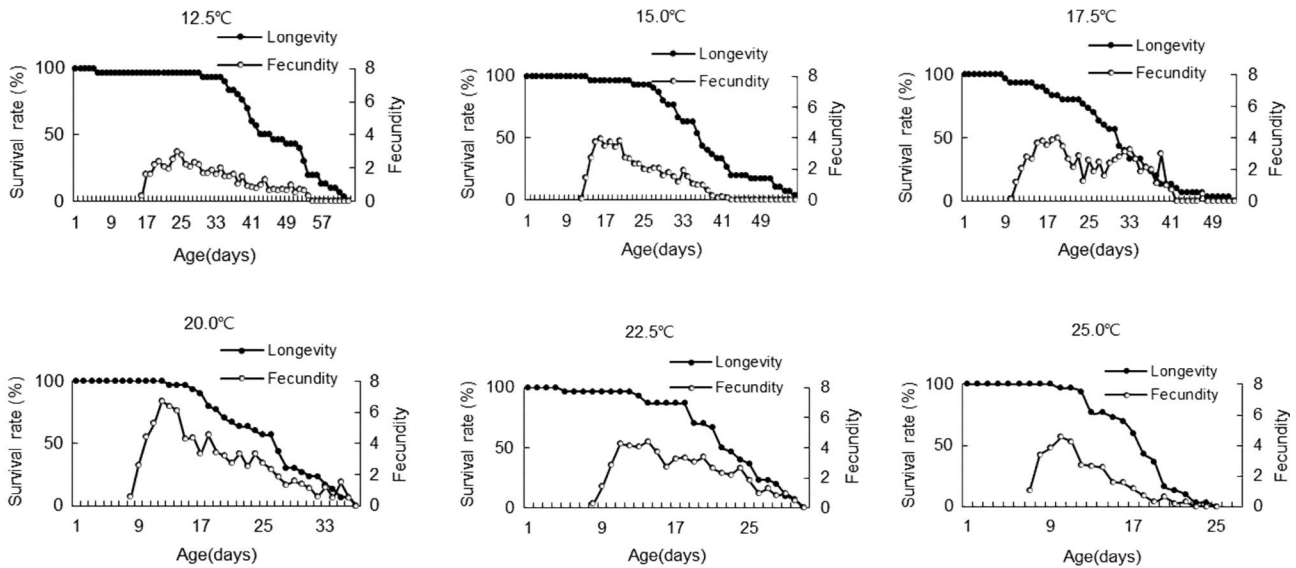 12.5℃
Longevity
Fecundity
Survival rate (%)
100
50
0
8
6
4
2
0
Fecundity
1 9 17 25 33 41 49 57
Age(days)
15.0℃
Longevity
Fecundity
Survival rate (%)
100
50
0
8
6
4
2
0
Fecundity
1 9 17 25 33 41 49
Age(days)
17.5℃
Longevity
Fecundity
Survival rate (%)
100
50
0
8
6
4
2
0
Fecundity
1 9 17 25 33 41 49
Age(days)
20.0℃
Longevity
Fecundity
Survival rate (%)
100
50
0
8
6
4
2
0
Fecundity
1 9 17 25 33
Age(days)
22.5℃
Longevity
Fecundity
Survival rate (%)
100
50
0
8
6
4
2
0
Fecundity
1 9 17 25
Age(days)
25.0℃
Longevity
Fecundity
Survival rate (%)
100
50
0
8
6
4
2
0
Fecundity
1 9 17 25
Age(days)